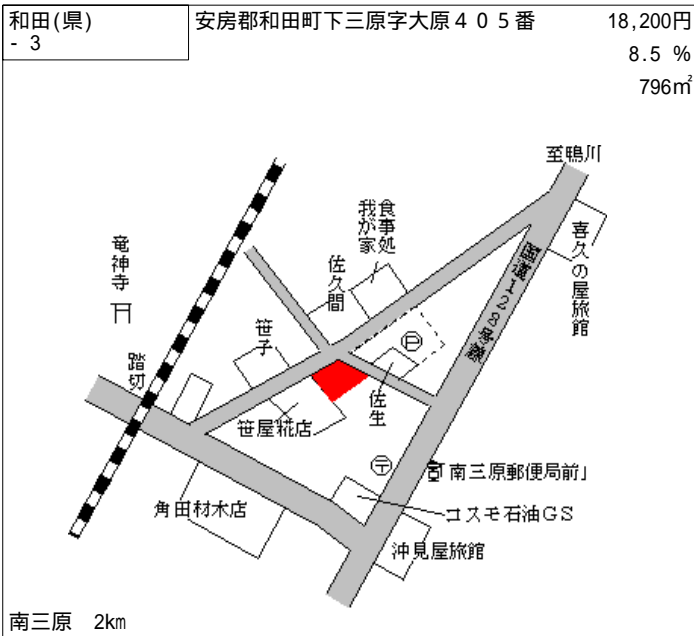 和田(県)
- 3
安房郡和田町下三原字大原４０５番
18,200円
8.5 %
796㎡
至鴨川
喜久の屋旅館
国道128号線
食事処
我が家
佐久間
竜神寺
笹子
踏切
Ⓟ
佐生
笹屋糀店
〒
「南三原郵便局前」
角田材木店
コスモ石油GS
沖見屋旅館
南三原 2km